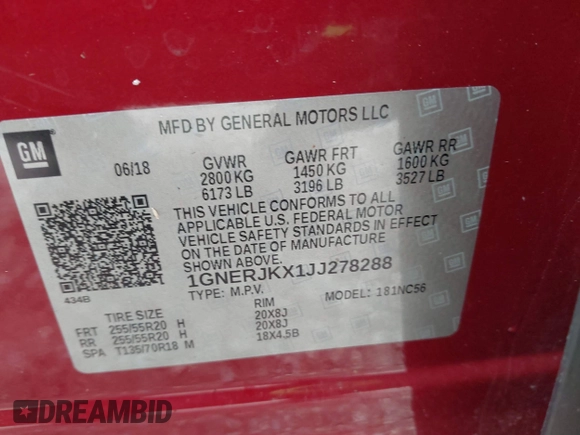 MFD BY GENERAL MOTORS LLC
GM
06/18 GVWR GAWR FRT GAWR RR
2800 KG 1450 KG 1600 KG
6173 LB 3196 LB 3527 LB
THIS VEHICLE CONFORMS TO ALL
APPLICABLE U.S. FEDERAL MOTOR
VEHICLE SAFETY STANDARDS IN EFFECT
ON THE DATE OF MANUFACTURE
SHOWN ABOVE.
434B
1GNERJKX1JJ278288
TYPE: M.P.V. MODEL: 181NC56
TIRE SIZE RIM
FRT 255/55R20 H 20X8J
RR 255/55R20 H 20X8J
SPA T135/70R18 M 18X4.5B
DREAMBID